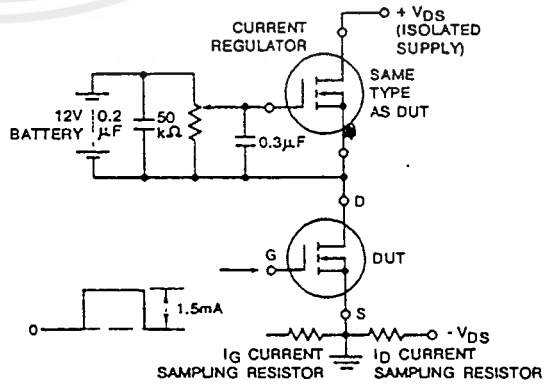 + VDS
(ISOLATED
SUPPLY)
CURRENT
REGULATOR
SAME
TYPE
AS DUT
12V
BATTERY
0.2
μF
50
kΩ
0.3μF
D
G
DUT
1.5mA
0
S
- VDS
IG CURRENT
SAMPLING RESISTOR
ID CURRENT
SAMPLING RESISTOR